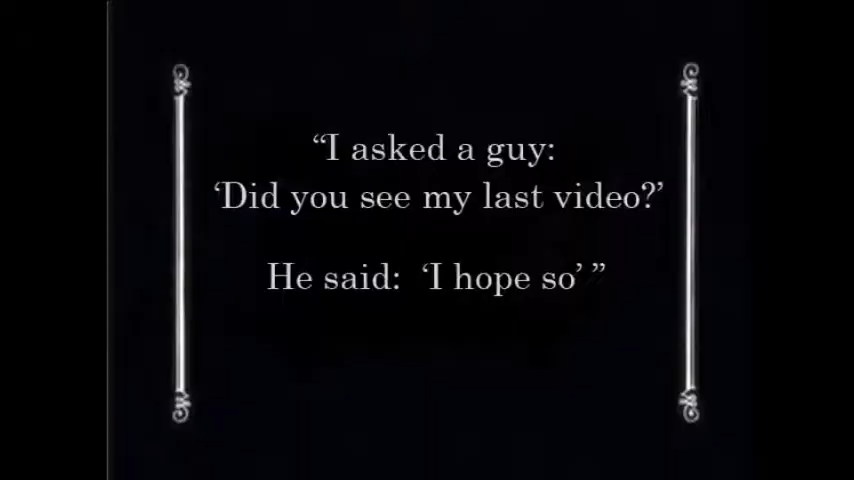 “I asked a guy:
‘Did you see my last video?’
He said: ‘I hope so’ ”